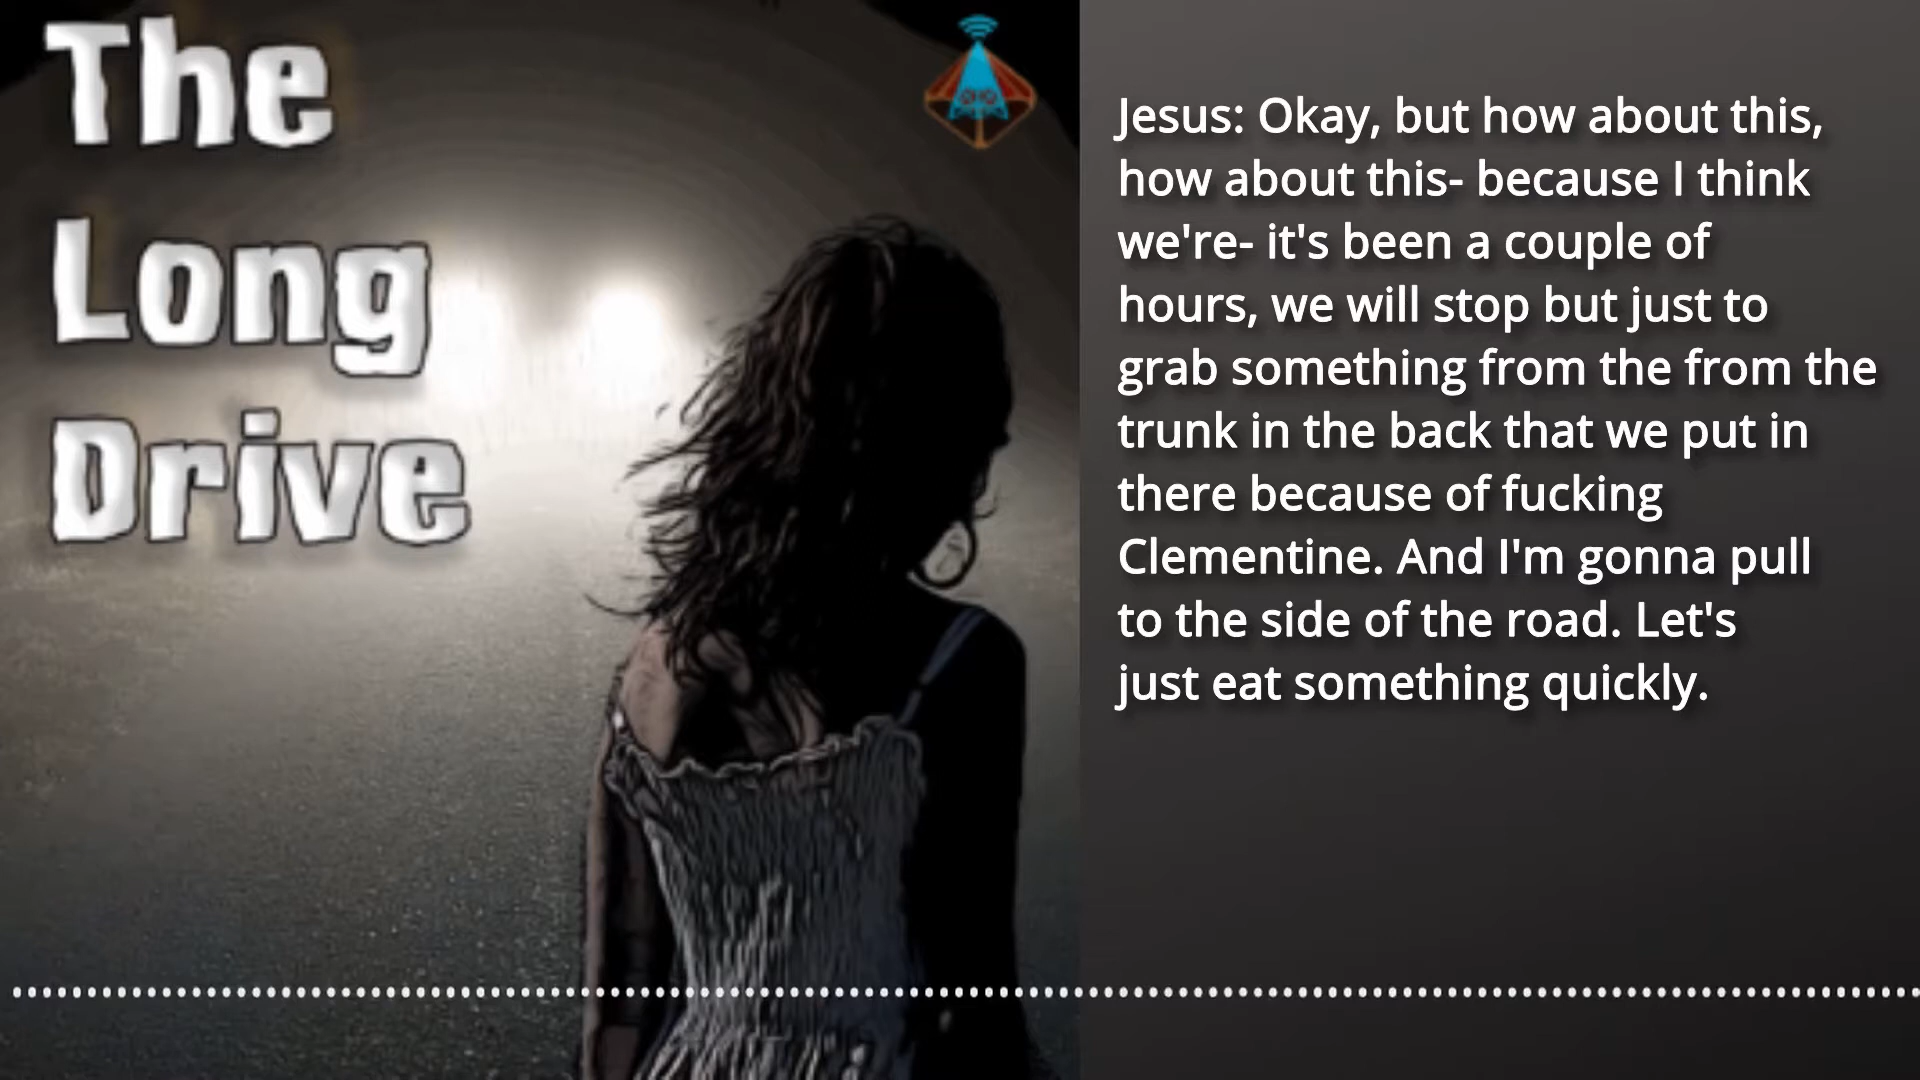 The
Long
Drive
Jesus: Okay, but how about this,
how about this- because I think
we're- it's been a couple of
hours, we will stop but just to
grab something from the from the
trunk in the back that we put in
there because of fucking
Clementine. And I'm gonna pull
to the side of the road. Let's
just eat something quickly.